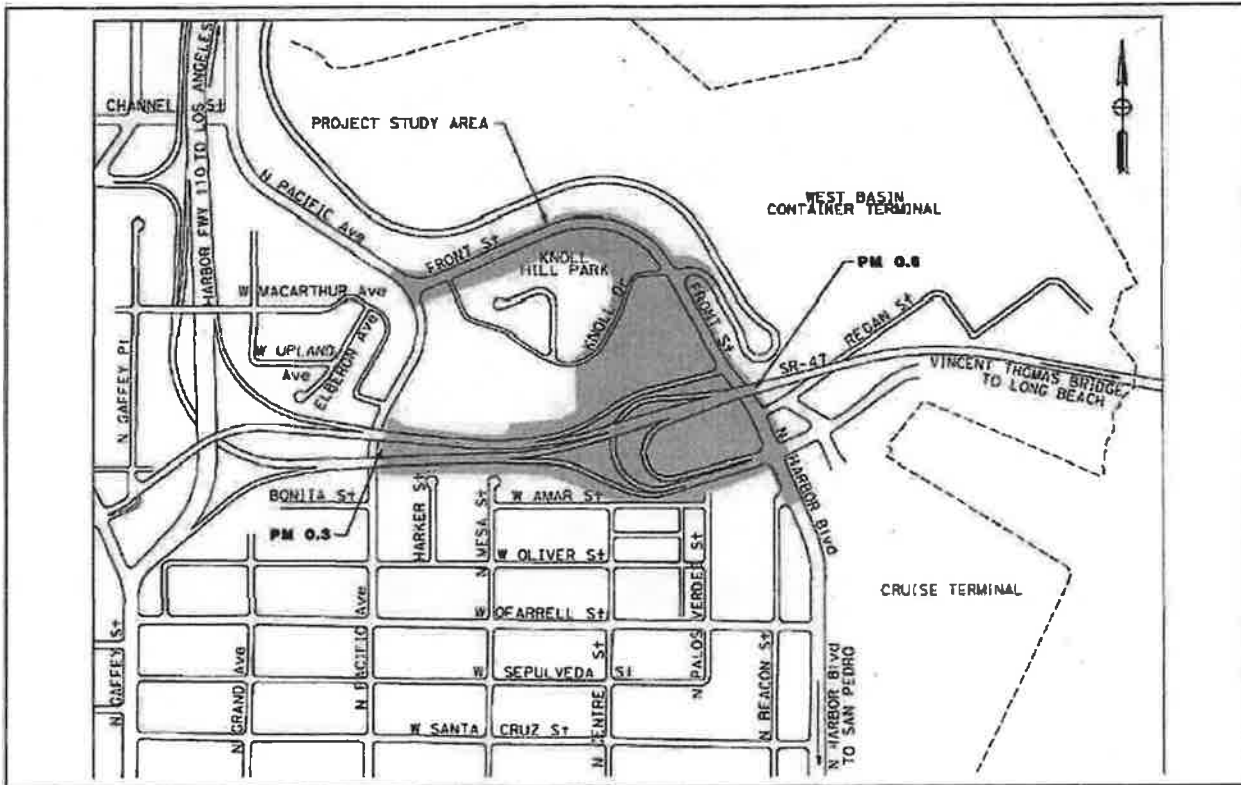 CHANNEL St
HARBOR FWY 110 TO LOS ANGELES
PROJECT STUDY AREA
N PACIFIC Ave
WEST BASIN
CONTAINER TERMINAL
FRONT St
KNOLL
HILL PARK
PM 0.8
W MACARTHUR Ave
KNOLL Dr
FRONT St
REGAN St
N GAFFEY Pl
W UPLAND
Ave
ELBERON Ave
SR-47
VINCENT THOMAS BRIDGE
TO LONG BEACH
N HARBOR Blvd
BONITA St
HARKER St
N MESA St
W AMAR St
PM 0.3
W OLIVER St
N PALOS VERDES St
CRUISE TERMINAL
W OFARRELL St
N GAFFEY St
N GRAND Ave
N PACIFIC Ave
W SEPULVEDA St
N CENTRE St
N BEACON St
N HARBOR Blvd
TO SAN PEDRO
W SANTA CRUZ St